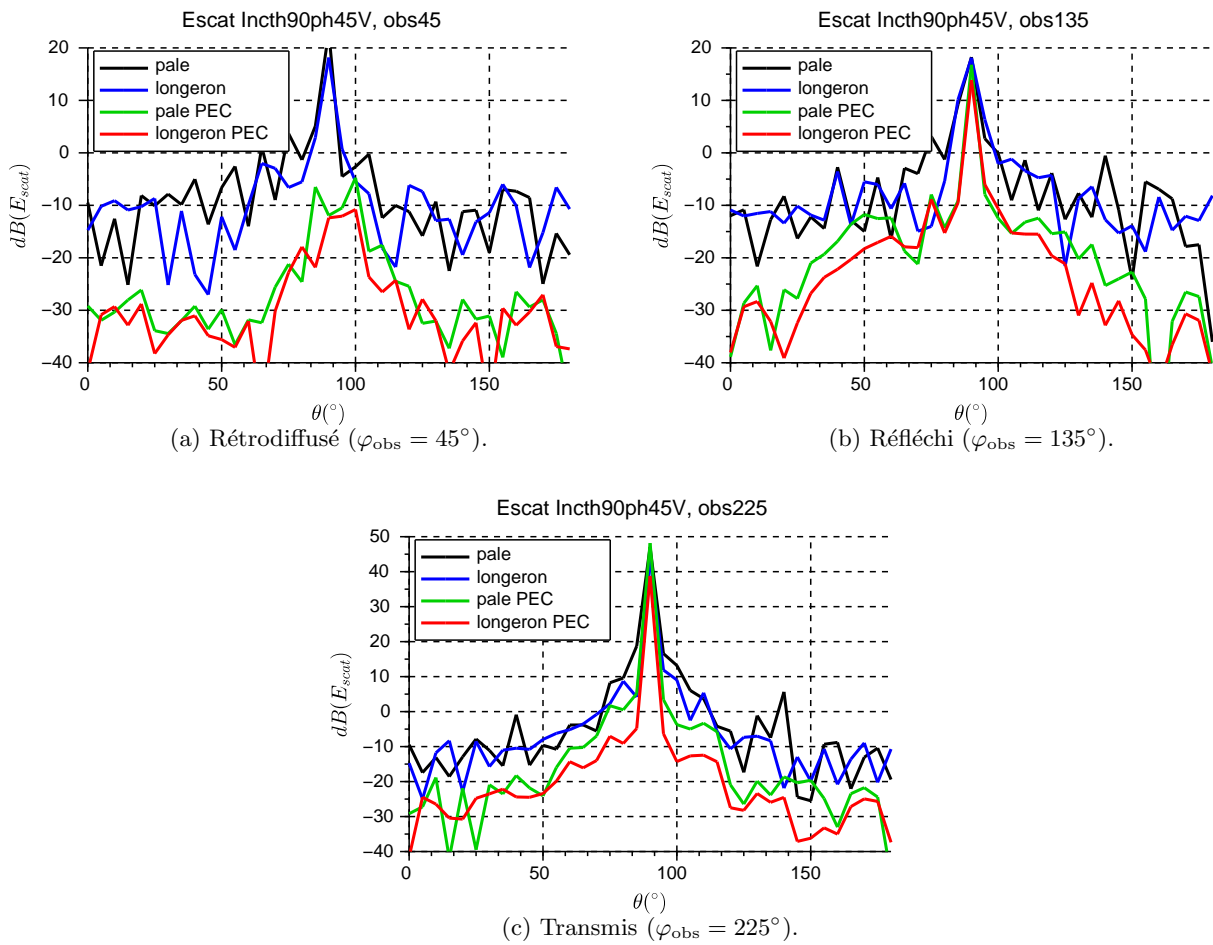 Escat Incth90ph45V, obs45
20
10
0
−10
−20
−30
−40
dB(E_scat)
pale
longeron
pale PEC
longeron PEC
0 50 100 150
θ(°)
(a) Rétrodiffusé (φ_obs = 45°).
Escat Incth90ph45V, obs135
20
10
0
−10
−20
−30
−40
dB(E_scat)
pale
longeron
pale PEC
longeron PEC
0 50 100 150
θ(°)
(b) Réfléchi (φ_obs = 135°).
Escat Incth90ph45V, obs225
50
40
30
20
10
0
−10
−20
−30
−40
dB(E_scat)
pale
longeron
pale PEC
longeron PEC
0 50 100 150
θ(°)
(c) Transmis (φ_obs = 225°).